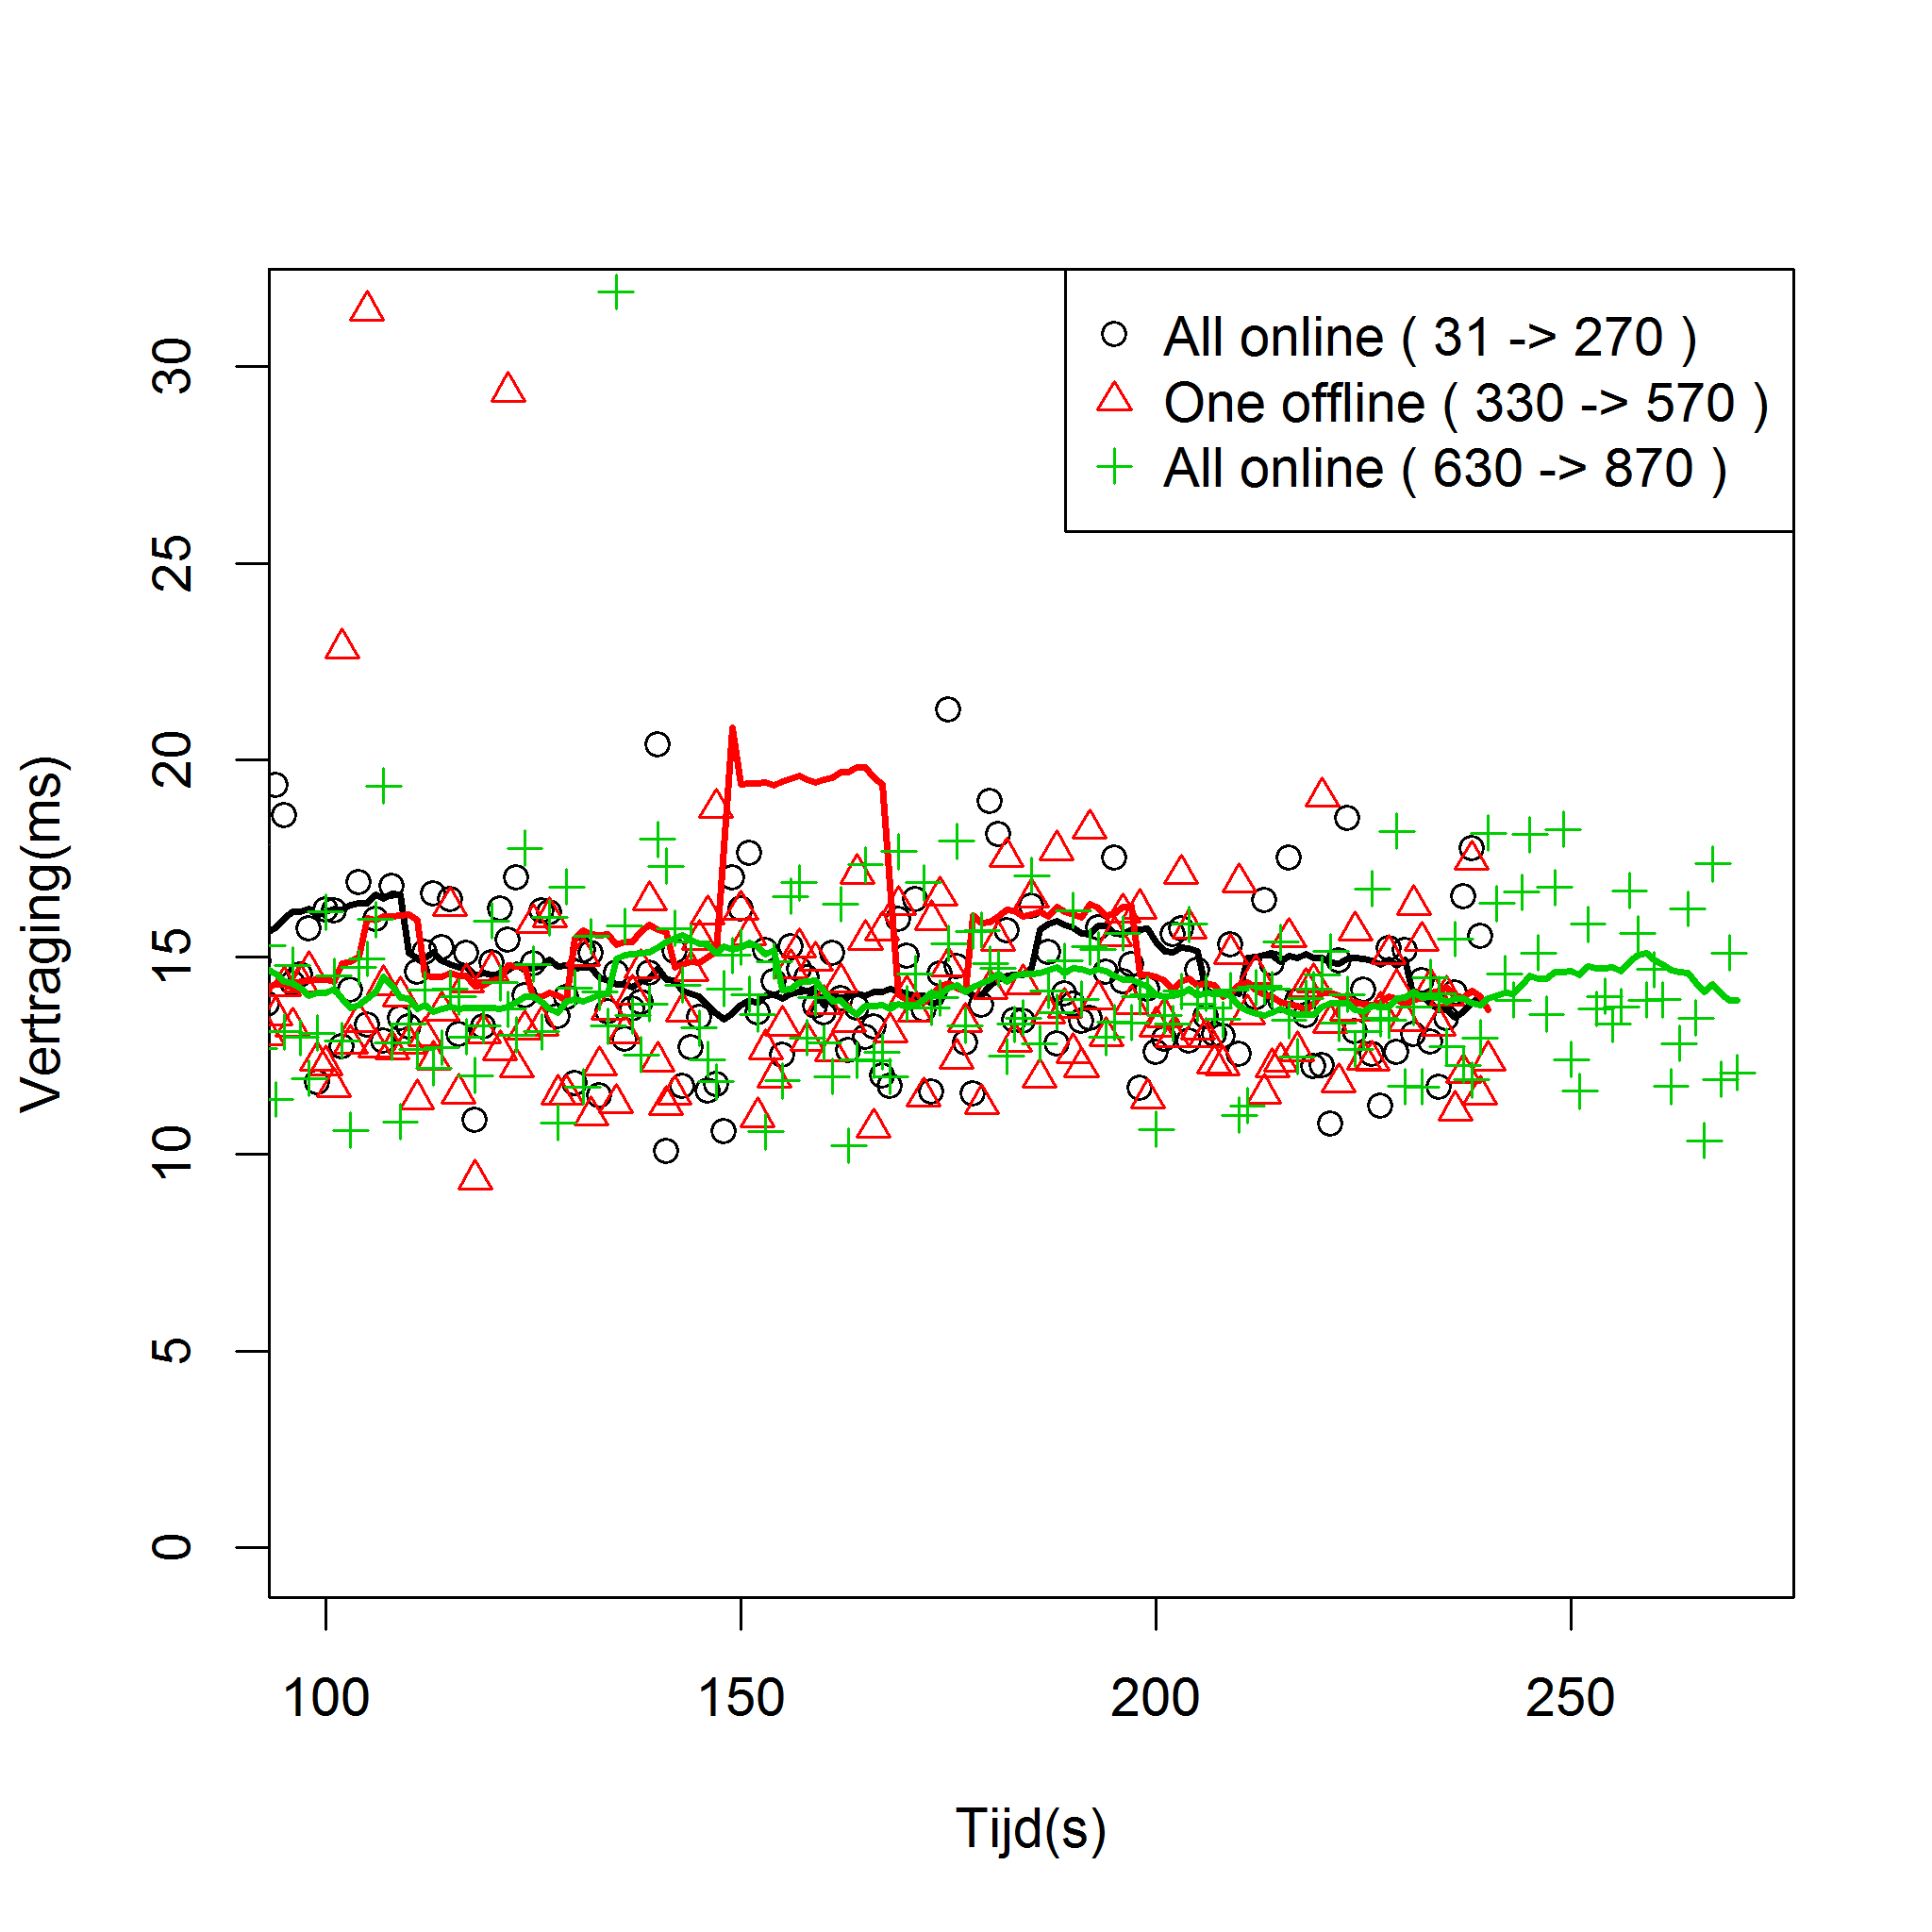 All online ( 31 -> 270 )
One offline ( 330 -> 570 )
All online ( 630 -> 870 )
30
25
20
15
10
5
0
Vertraging(ms)
100 150 200 250
Tijd(s)